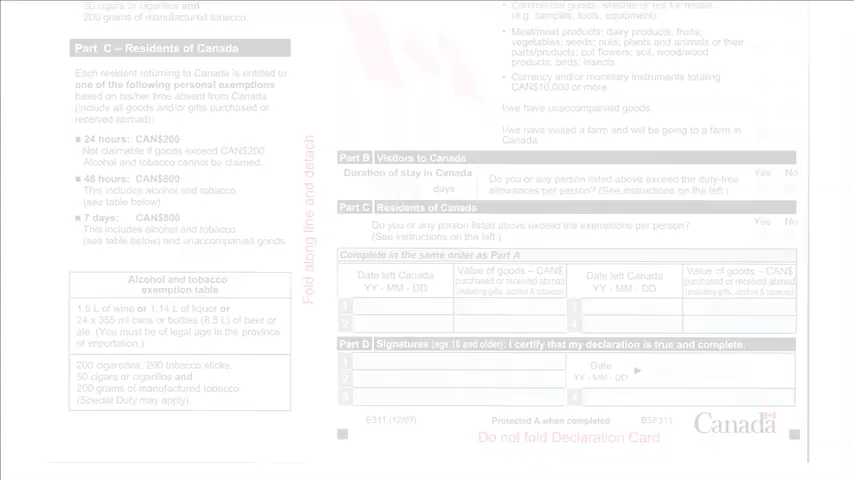 50 cigars or cigarillos and
200 grams of manufactured tobacco.
Part C – Residents of Canada
Each resident returning to Canada is entitled to
one of the following personal exemptions
based on his/her time absent from Canada
(include all goods and/or gifts purchased or
received abroad):
24 hours: CAN$200
Not claimable if goods exceed CAN$200.
Alcohol and tobacco cannot be claimed.
48 hours: CAN$800
This includes alcohol and tobacco
(see table below)
7 days: CAN$800
This includes alcohol and tobacco
(see table below) and unaccompanied goods.
Alcohol and tobacco
exemption table
1.5 L of wine or 1.14 L of liquor or
24 x 355 ml cans or bottles (8.5 L) of beer or
ale. (You must be of legal age in the province
of importation.)
200 cigarettes, 200 tobacco sticks,
50 cigars or cigarillos and
200 grams of manufactured tobacco
(Special Duty may apply).
Fold along line and detach
• Commercial goods, whether or not for resale
(e.g. samples, tools, equipment).
• Meat/meat products; dairy products; fruits;
vegetables; seeds; nuts; plants and animals or their
parts/products; cut flowers; soil; wood/wood
products; birds; insects.
• Currency and/or monetary instruments totaling
CAN$10,000 or more.
I/we have unaccompanied goods.
I/we have visited a farm and will be going to a farm in
Canada.
Part B Visitors to Canada
Duration of stay in Canada
days
Do you or any person listed above exceed the duty-free
allowances per person? (See instructions on the left.)
Yes No
Part C Residents of Canada
Do you or any person listed above exceed the exemptions per person?
(See instructions on the left.)
Yes No
Complete in the same order as Part A
Date left Canada
YY - MM - DD
Value of goods – CAN$
purchased or received abroad
(including gifts, alcohol & tobacco)
Date left Canada
YY - MM - DD
Value of goods – CAN$
purchased or received abroad
(including gifts, alcohol & tobacco)
1
2
3
4
Part D Signatures (age 16 and older): I certify that my declaration is true and complete.
1
2
3
4
Date
YY - MM - DD
E311 (12/07)
Protected A when completed
BSF311
Do not fold Declaration Card
Canada